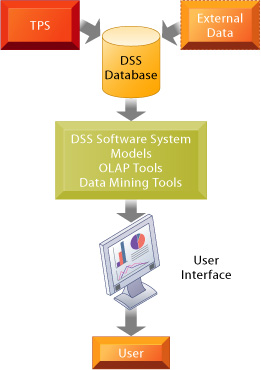 TPS
External
Data
DSS
Database
DSS Software System
Models
OLAP Tools
Data Mining Tools
User
Interface
User